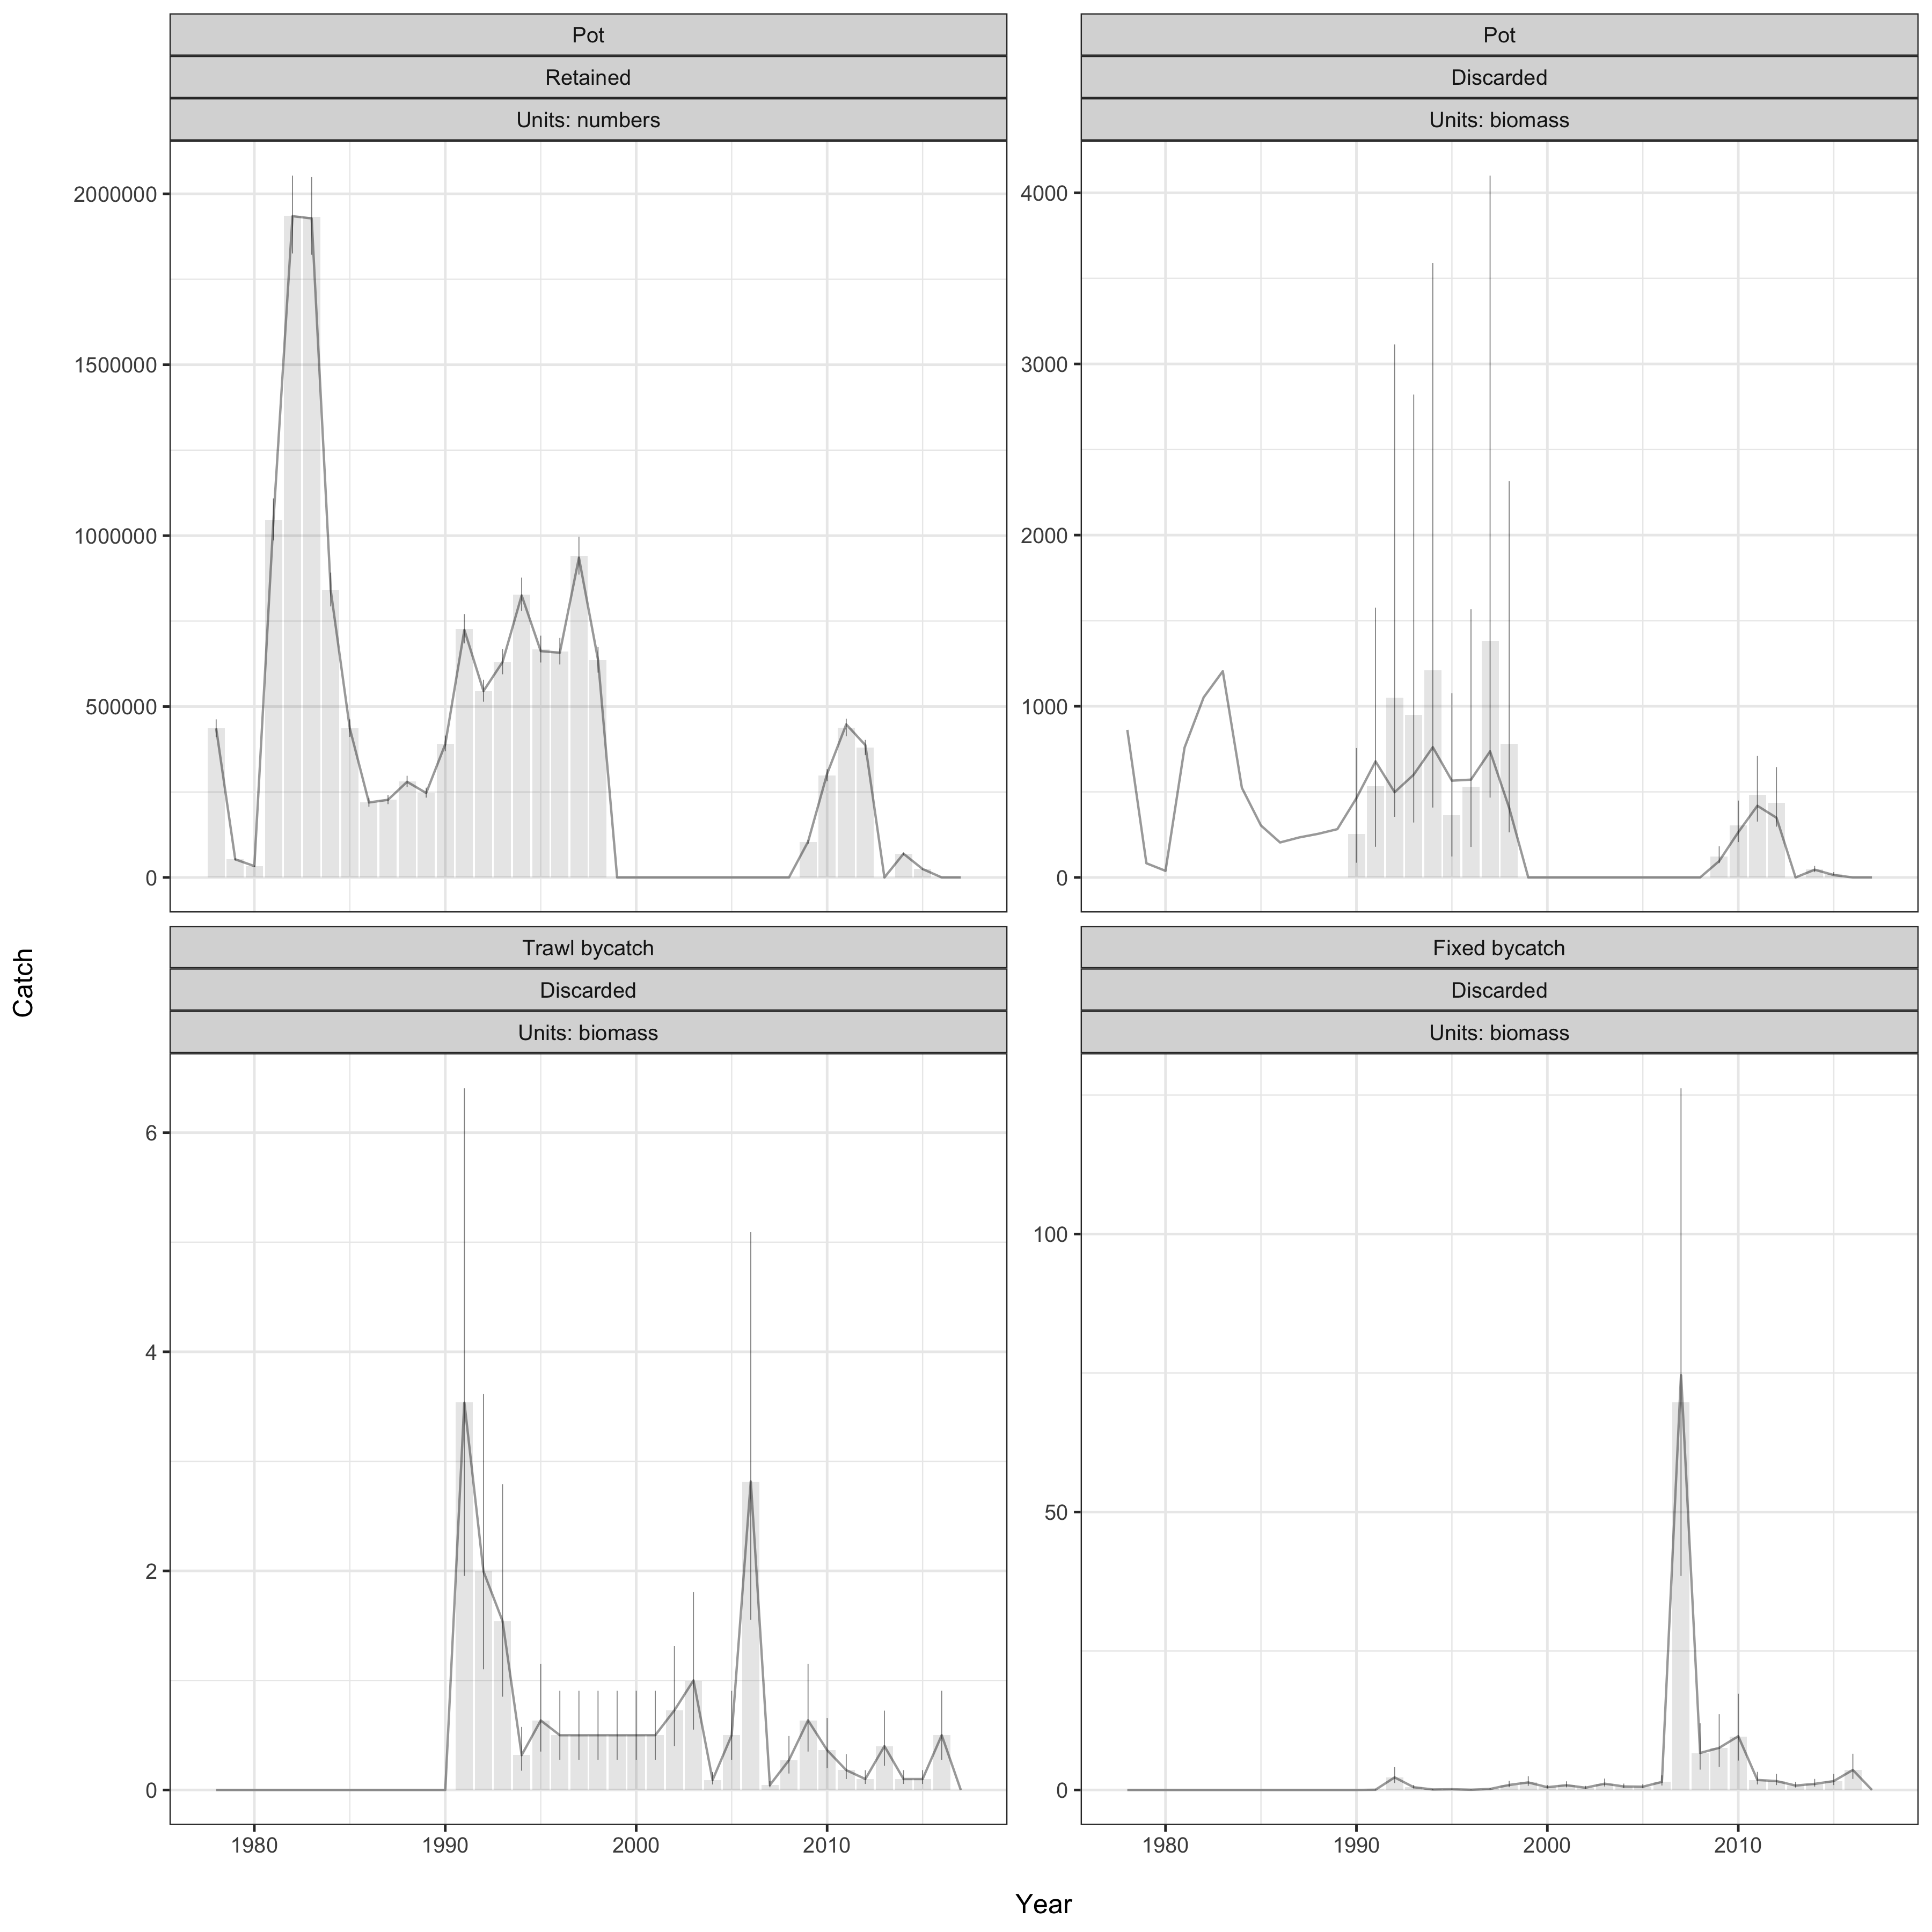 Pot
Retained
Units: numbers
2000000
1500000
1000000
500000
0
Pot
Discarded
Units: biomass
4000
3000
2000
1000
0
Catch
Trawl bycatch
Discarded
Units: biomass
6
4
2
0
1980 1990 2000 2010
Fixed bycatch
Discarded
Units: biomass
100
50
0
1980 1990 2000 2010
Year